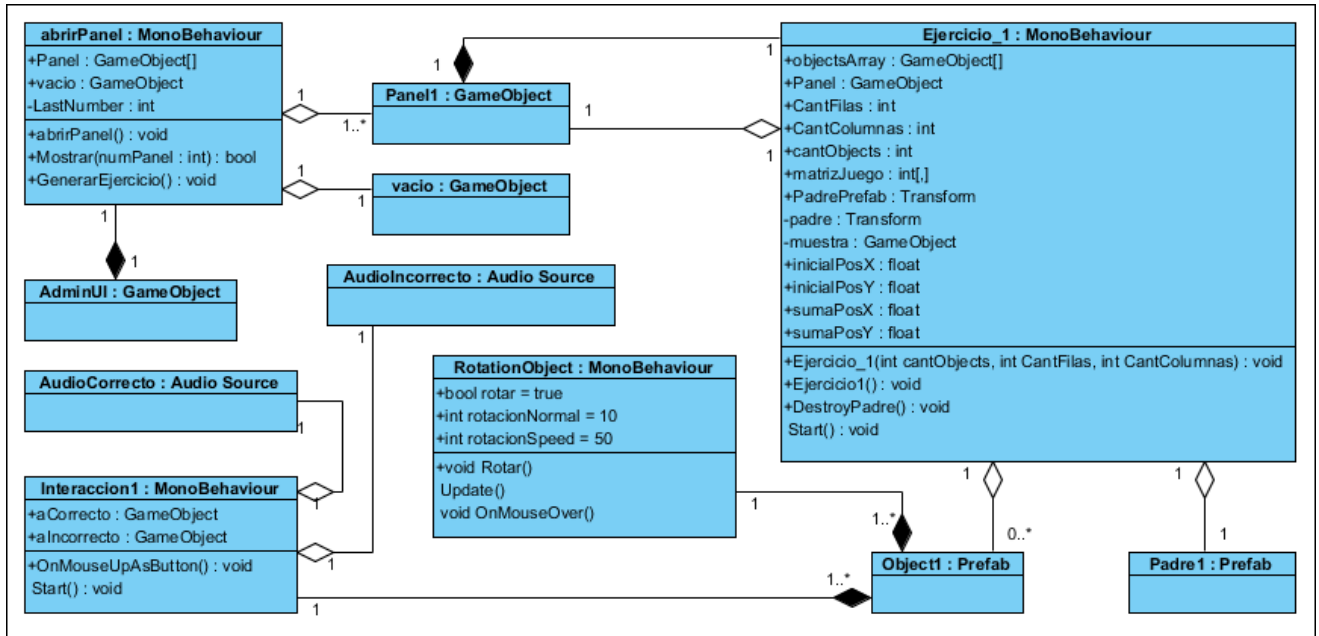 abrirPanel : MonoBehaviour
+Panel : GameObject[]
+vacio : GameObject
-LastNumber : int
+abrirPanel() : void
+Mostrar(numPanel : int) : bool
+GenerarEjercicio() : void
1
1..*
1
1
1
1
Panel1 : GameObject
1
1
1
1
vacio : GameObject
AdminUI : GameObject
AudioIncorrecto : Audio Source
1
AudioCorrecto : Audio Source
1
Interaccion1 : MonoBehaviour
+aCorrecto : GameObject
+aIncorrecto : GameObject
+OnMouseUpAsButton() : void
Start() : void
1
1
1
1..*
RotationObject : MonoBehaviour
+bool rotar = true
+int rotacionNormal = 10
+int rotacionSpeed = 50
+void Rotar()
Update()
void OnMouseOver()
1
1..*
Ejercicio_1 : MonoBehaviour
+objectsArray : GameObject[]
+Panel : GameObject
+CantFilas : int
+CantColumnas : int
+cantObjects : int
+matrizJuego : int[,]
+PadrePrefab : Transform
-padre : Transform
-muestra : GameObject
+inicialPosX : float
+inicialPosY : float
+sumaPosX : float
+sumaPosY : float
+Ejercicio_1(int cantObjects, int CantFilas, int CantColumnas) : void
+Ejercicio1() : void
+DestroyPadre() : void
Start() : void
1
1
0..*
1
Object1 : Prefab
Padre1 : Prefab